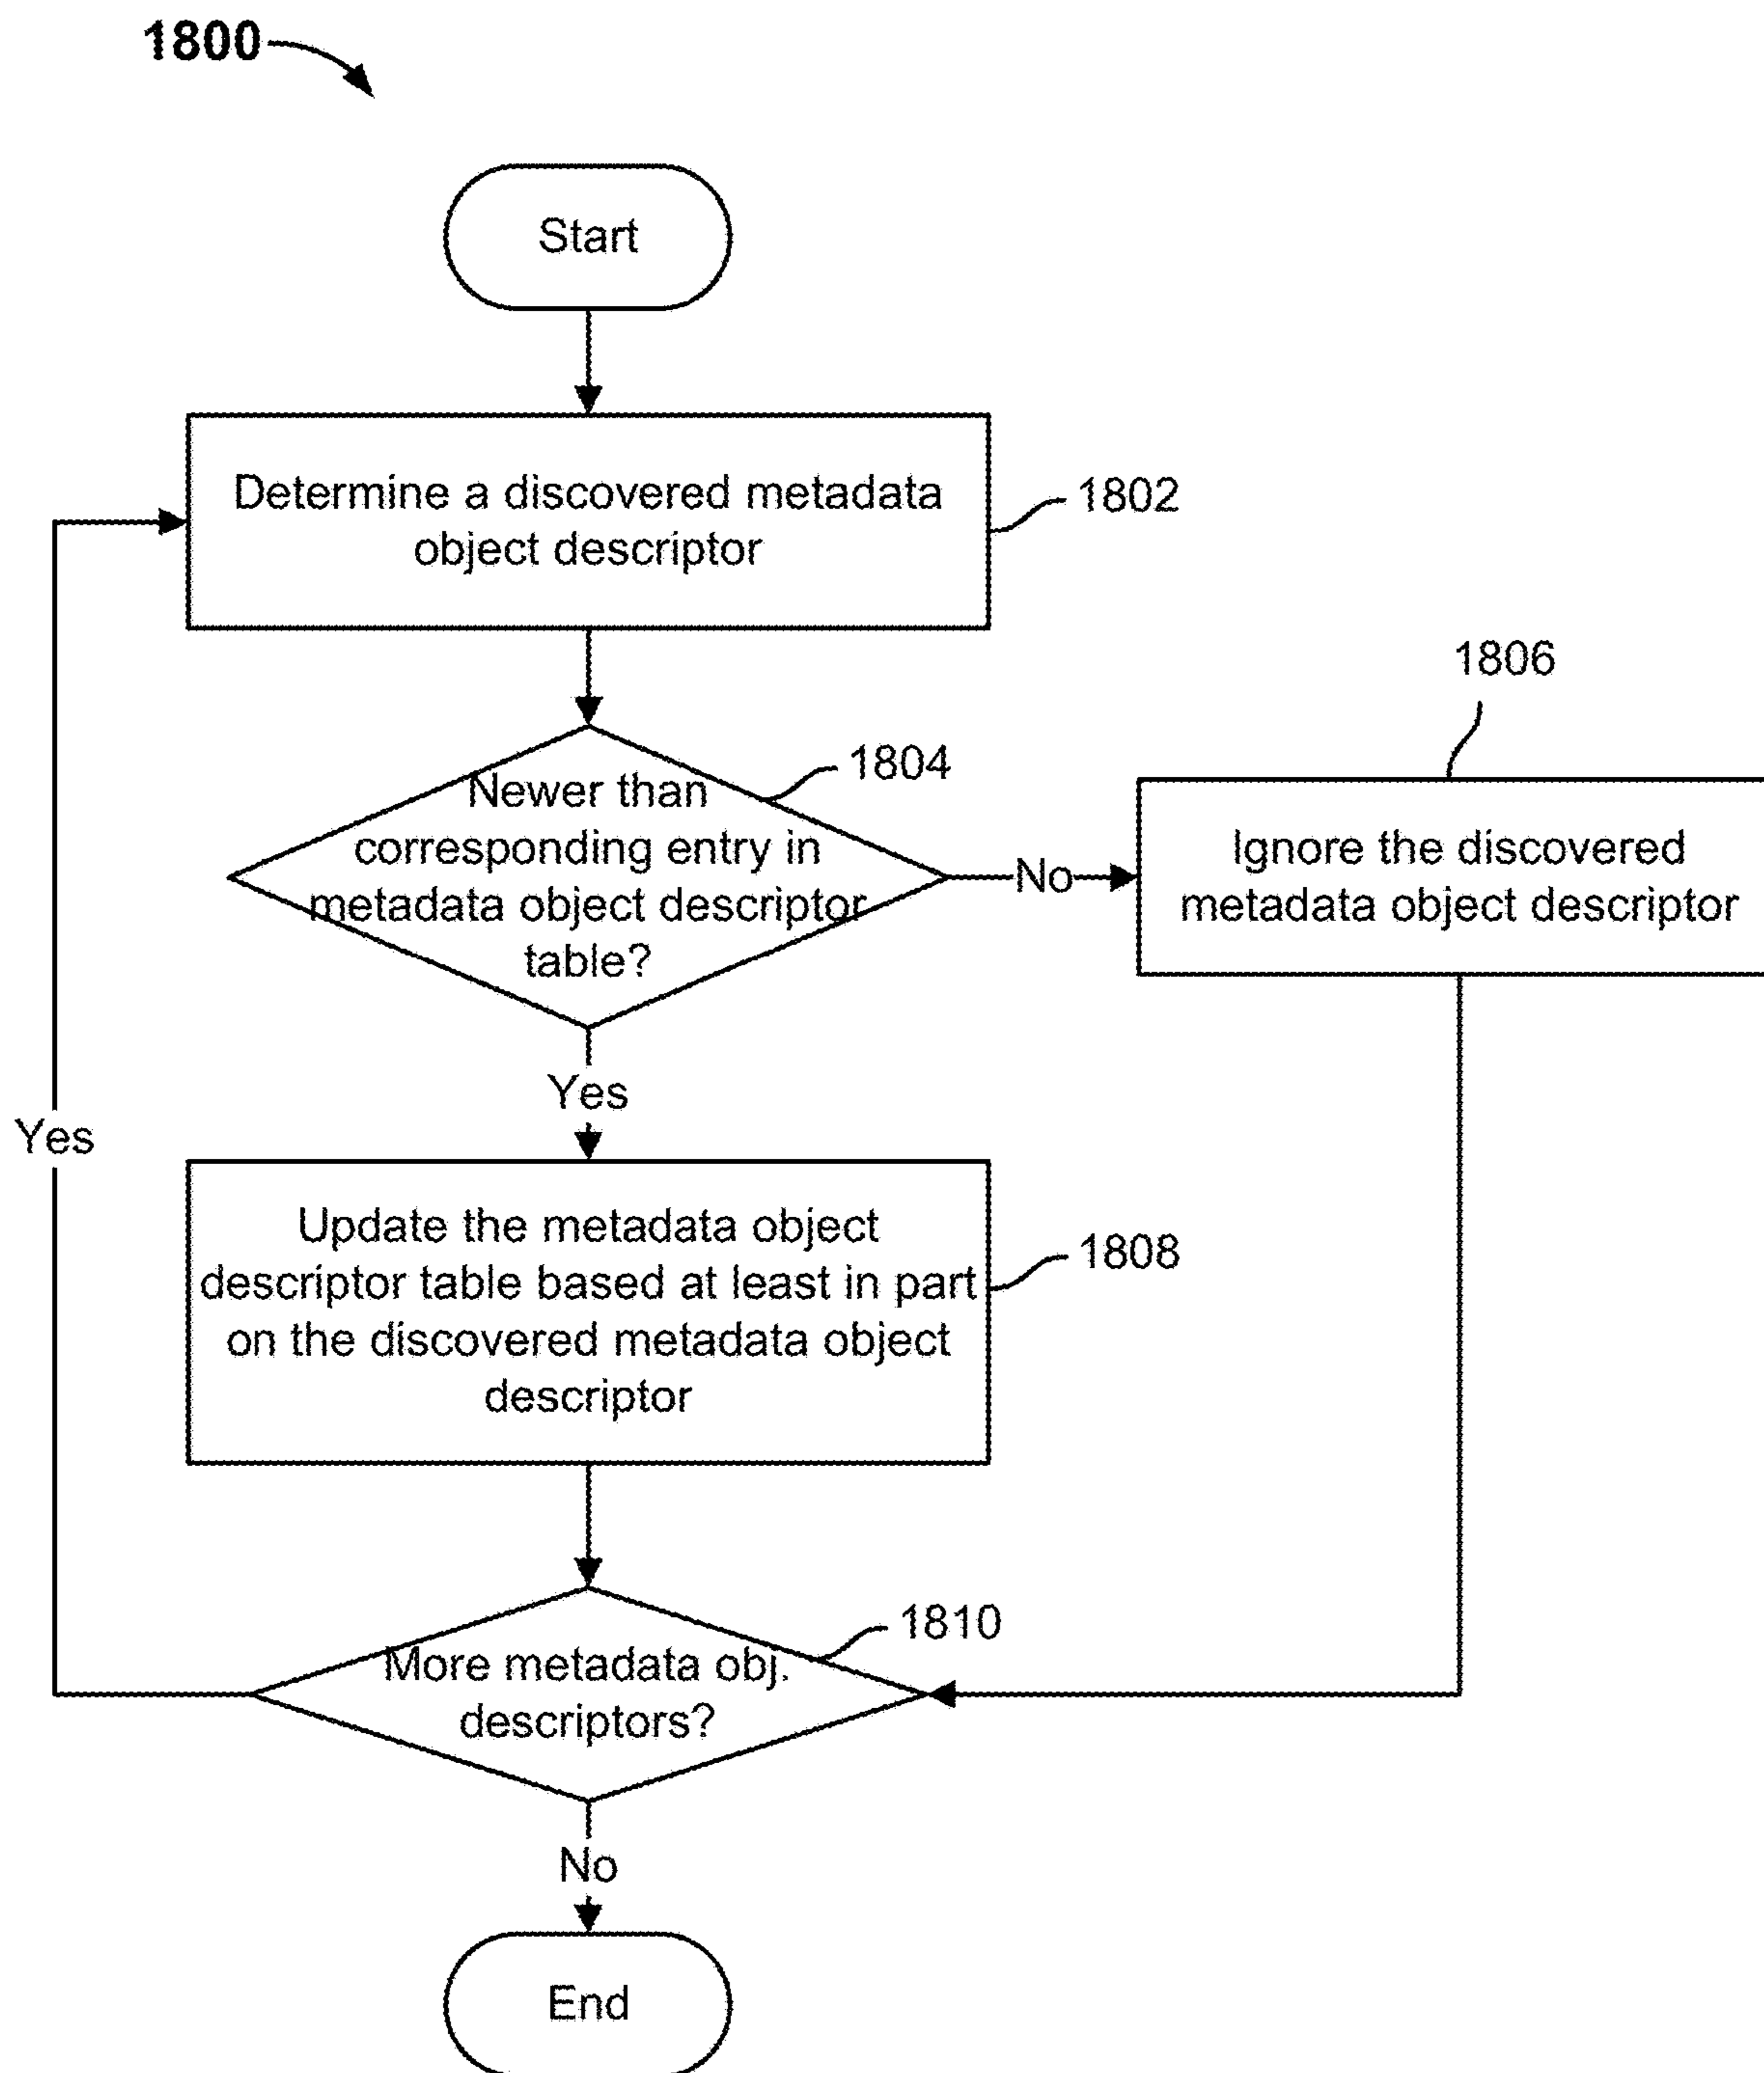 1800
Start
Determine a discovered metadata
object descriptor
1802
Newer than
corresponding entry in
metadata object descriptor
table?
1804
No
1806
Ignore the discovered
metadata object descriptor
Yes
Yes
Update the metadata object
descriptor table based at least in part
on the discovered metadata object
descriptor
1808
More metadata obj.
descriptors?
1810
No
End